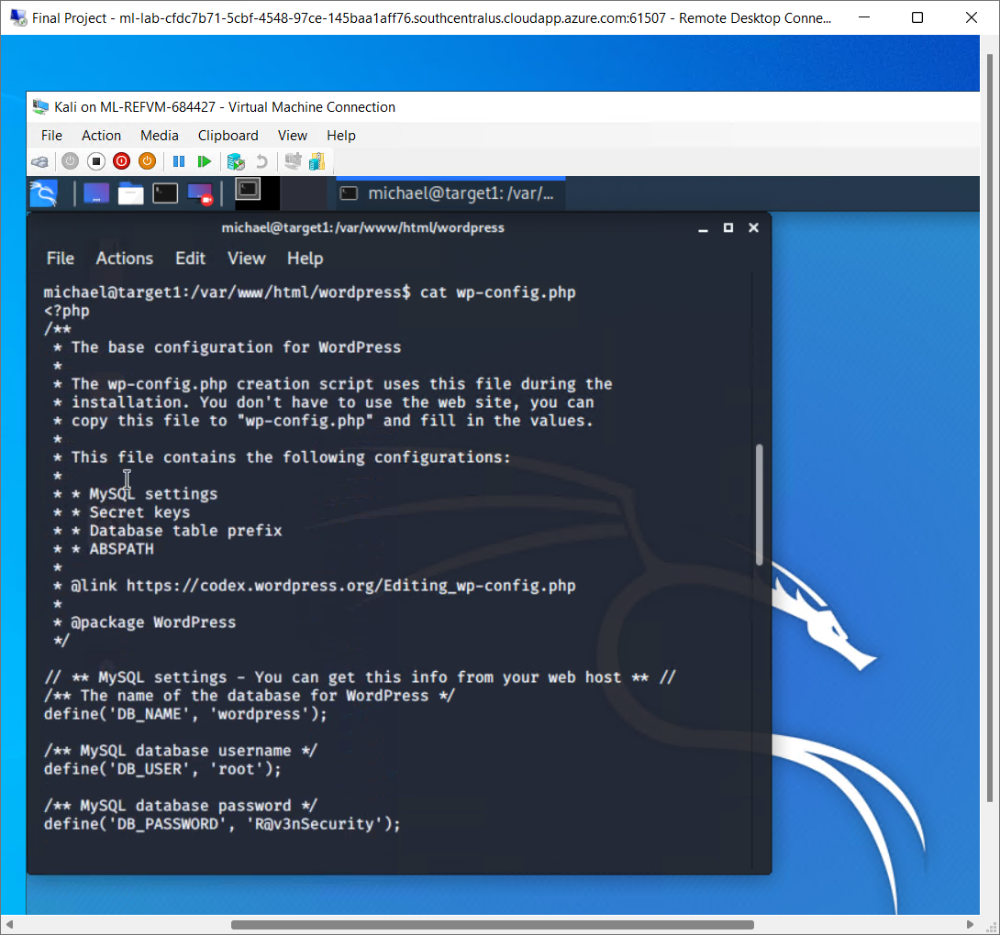 Final Project - ml-lab-cfdc7b71-5cbf-4548-97ce-145baa1aff76.southcentralus.cloudapp.azure.com:61507 - Remote Desktop Conne...
Kali on ML-REFVM-684427 - Virtual Machine Connection
File Action Media Clipboard View Help
michael@target1: /var/...
michael@target1:/var/www/html/wordpress
File Actions Edit View Help
michael@target1:/var/www/html/wordpress$ cat wp-config.php
<?php
/**
 * The base configuration for WordPress
 *
 * The wp-config.php creation script uses this file during the
 * installation. You don't have to use the web site, you can
 * copy this file to "wp-config.php" and fill in the values.
 *
 * This file contains the following configurations:
 *
 * * MySQL settings
 * * Secret keys
 * * Database table prefix
 * * ABSPATH
 *
 * @link https://codex.wordpress.org/Editing_wp-config.php
 *
 * @package WordPress
 */
// ** MySQL settings - You can get this info from your web host ** //
/** The name of the database for WordPress */
define('DB_NAME', 'wordpress');
/** MySQL database username */
define('DB_USER', 'root');
/** MySQL database password */
define('DB_PASSWORD', 'R@v3nSecurity');